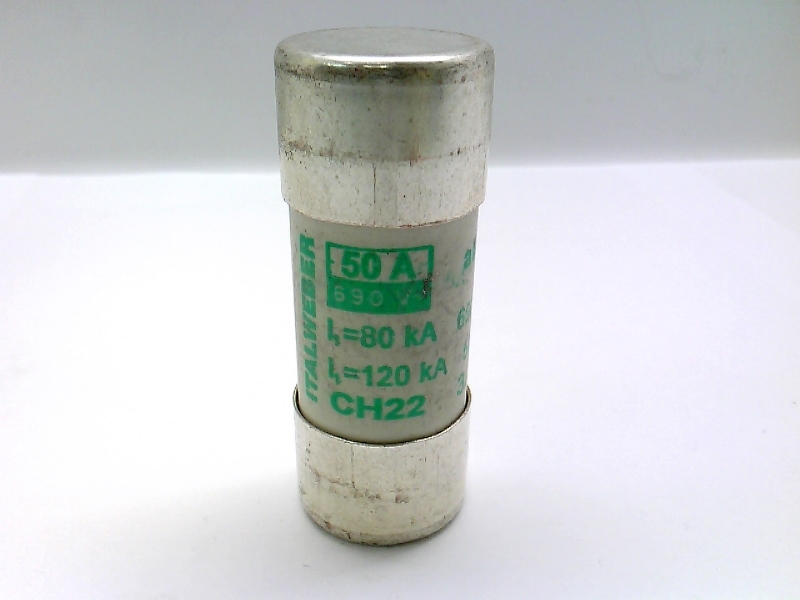 ITALWEBER
50 A
690 V~
I₁=80 kA
I₁=120 kA
CH22